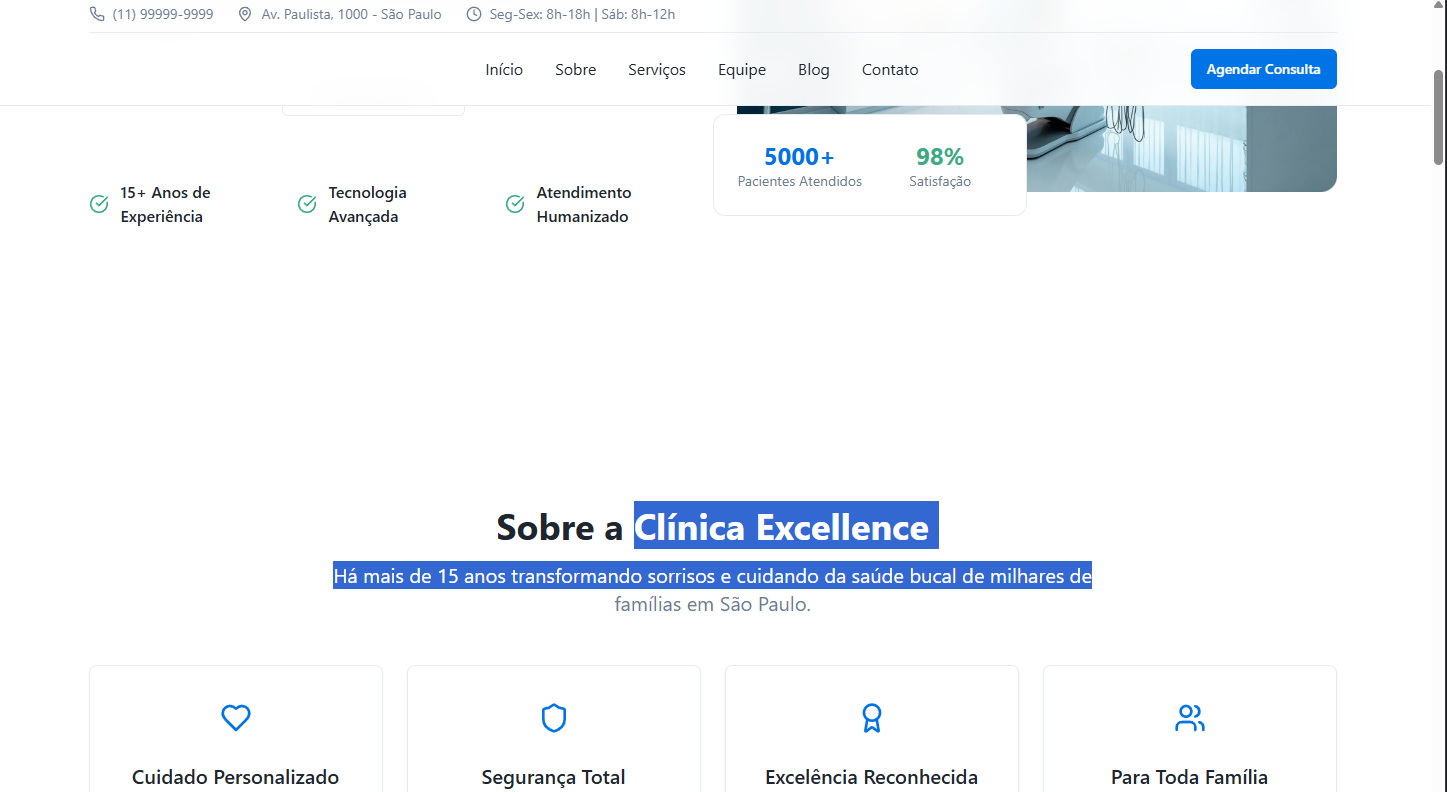 (11) 99999-9999 Av. Paulista, 1000 - São Paulo Seg-Sex: 8h-18h | Sáb: 8h-12h
Início Sobre Serviços Equipe Blog Contato Agendar Consulta
5000+ 98%
Pacientes Atendidos Satisfação
15+ Anos de
Experiência
Tecnologia
Avançada
Atendimento
Humanizado
Sobre a Clínica Excellence
Há mais de 15 anos transformando sorrisos e cuidando da saúde bucal de milhares de
famílias em São Paulo.
Cuidado Personalizado Segurança Total Excelência Reconhecida Para Toda Família